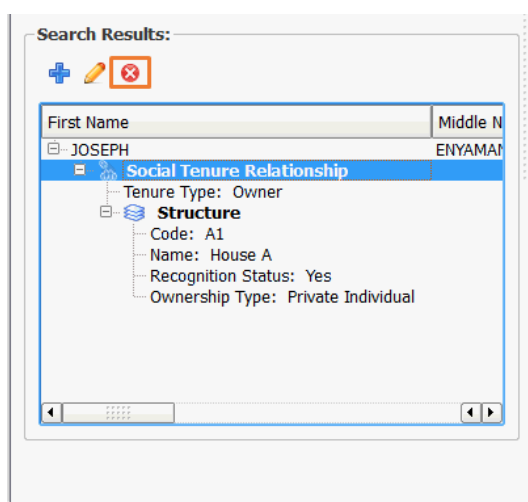 Search Results:
First Name Middle N
JOSEPH ENYAMAN
Social Tenure Relationship
Tenure Type: Owner
Structure
Code: A1
Name: House A
Recognition Status: Yes
Ownership Type: Private Individual